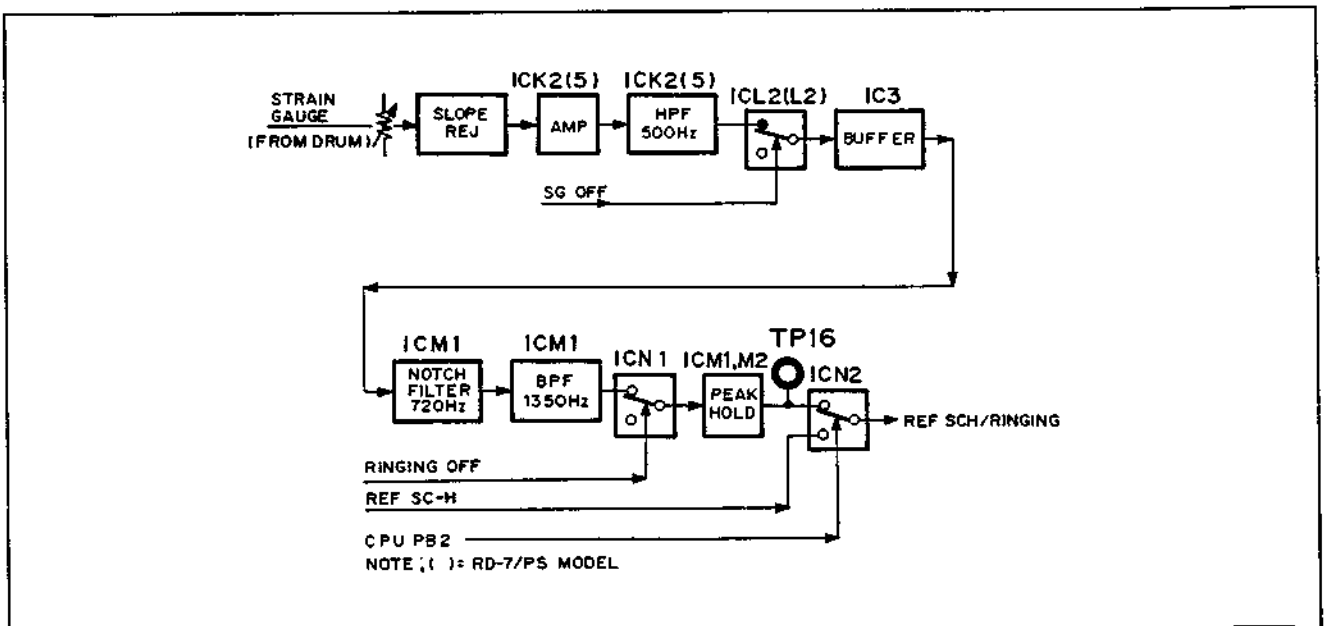 STRAIN
GAUGE
(FROM DRUM)
SLOPE
REJ
ICK2(5)
AMP
ICK2(5)
HPF
500Hz
ICL2(L2)
IC3
BUFFER
SG OFF
ICM1
NOTCH
FILTER
720Hz
ICM1
BPF
1350Hz
ICN1
ICM1,M2
PEAK
HOLD
TP16
ICN2
REF SCH/RINGING
RINGING OFF
REF SC-H
CPU PB2
NOTE;( )= RD-7/PS MODEL